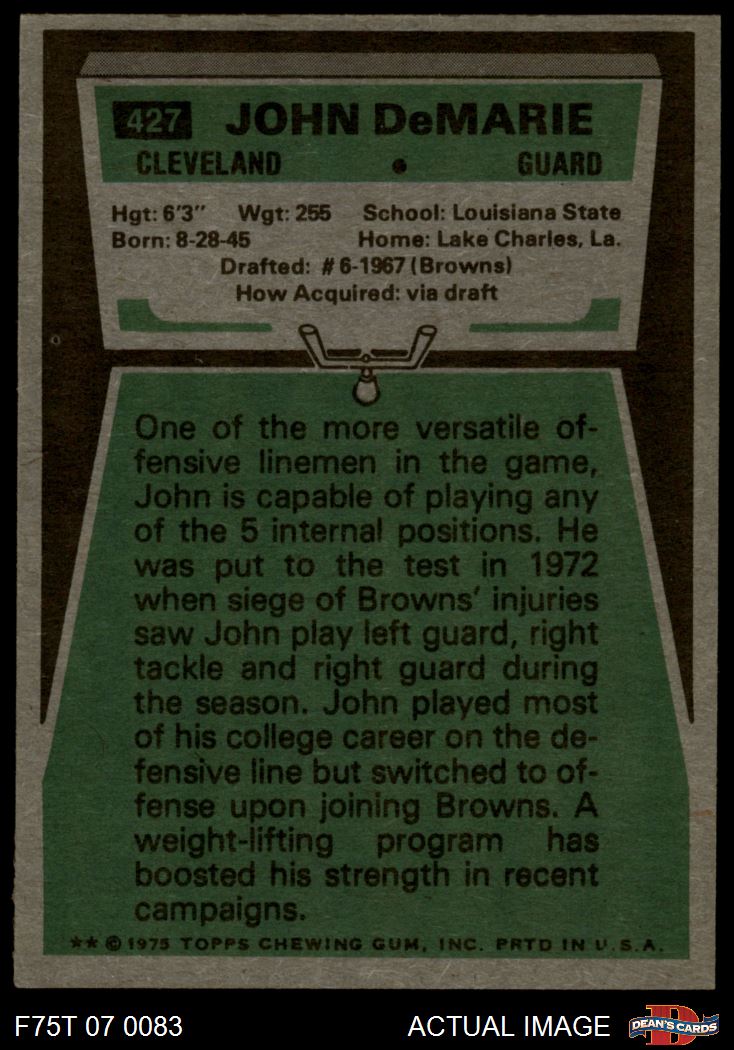 427 JOHN DeMARIE
CLEVELAND • GUARD
Hgt: 6'3" Wgt: 255 School: Louisiana State
Born: 8-28-45 Home: Lake Charles, La.
Drafted: #6-1967 (Browns)
How Acquired: via draft
One of the more versatile of-
fensive linemen in the game,
John is capable of playing any
of the 5 internal positions. He
was put to the test in 1972
when siege of Browns' injuries
saw John play left guard, right
tackle and right guard during
the season. John played most
of his college career on the de-
fensive line but switched to of-
fense upon joining Browns. A
weight-lifting program has
boosted his strength in recent
campaigns.
**©1975 TOPPS CHEWING GUM, INC. PRTD IN U.S.A.
F75T 07 0083 ACTUAL IMAGE D DEAN'S CARDS